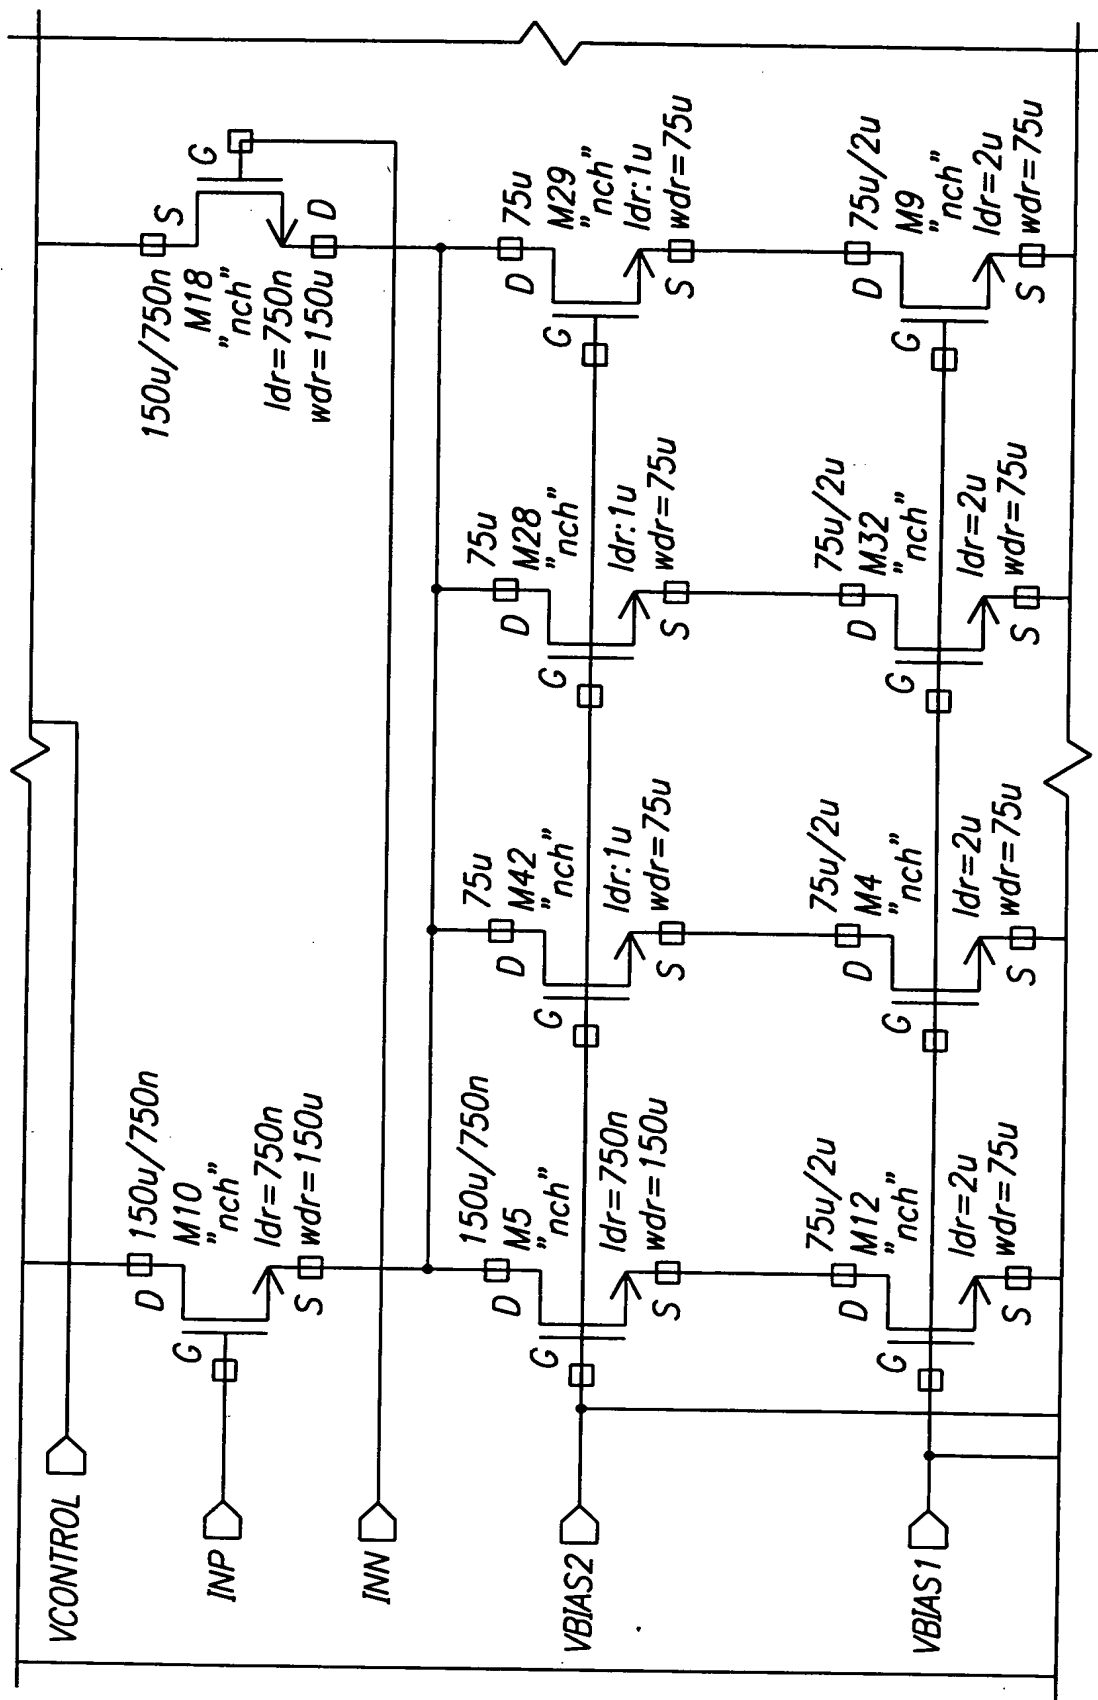 VCONTROL
INP
INN
VBIAS2
VBIAS1
150u/750n
M10
"nch"
ldr=750n
wdr=150u
D
G
S
150u/750n
M18
"nch"
ldr=750n
wdr=150u
S
G
D
150u/750n
M5
"nch"
ldr=750n
wdr=150u
D
G
S
75u
M42
"nch"
ldr:1u
wdr=75u
D
G
S
75u
M28
"nch"
ldr:1u
wdr=75u
D
G
S
75u
M29
"nch"
ldr:1u
wdr=75u
D
G
S
75u/2u
M12
"nch"
ldr=2u
wdr=75u
D
G
S
75u/2u
M4
"nch"
ldr=2u
wdr=75u
D
G
S
75u/2u
M32
"nch"
ldr=2u
wdr=75u
D
G
S
75u/2u
M9
"nch"
ldr=2u
wdr=75u
D
G
S